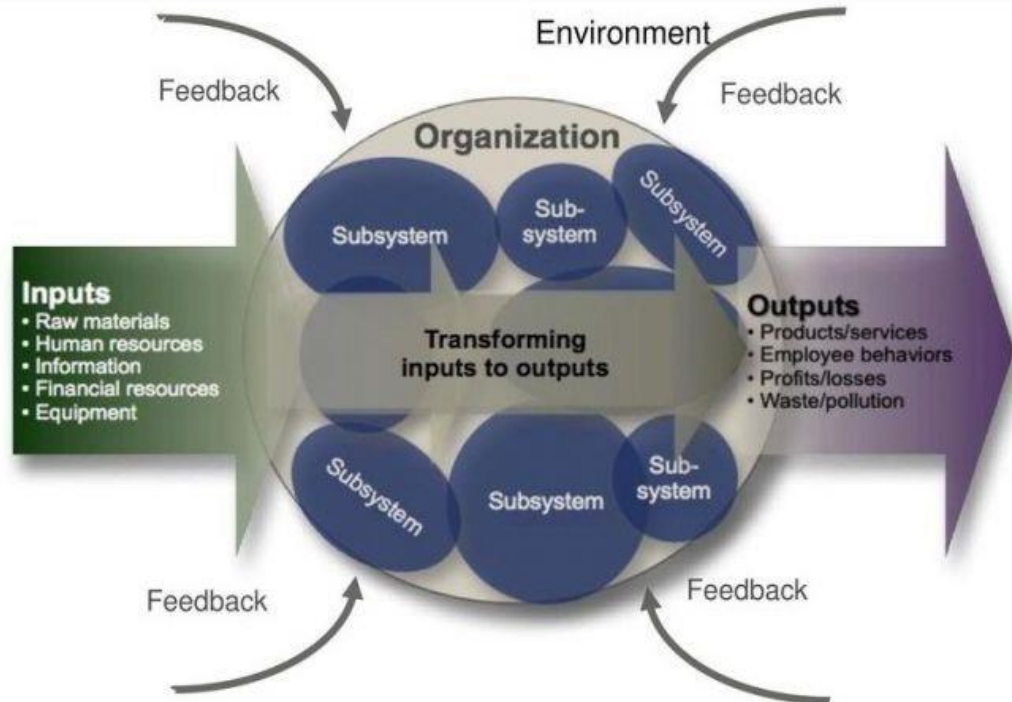 Environment
Feedback
Feedback
Organization
Subsystem
Sub-
system
Subsystem
Inputs
• Raw materials
• Human resources
• Information
• Financial resources
• Equipment
Transforming
inputs to outputs
Outputs
• Products/services
• Employee behaviors
• Profits/losses
• Waste/pollution
Subsystem
Subsystem
Sub-
system
Feedback
Feedback